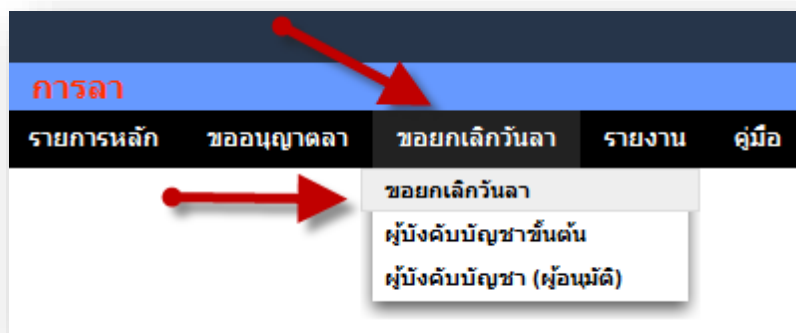 การลา
รายการหลัก ขออนุญาตลา ขอยกเลิกวันลา รายงาน คู่มือ
ขอยกเลิกวันลา
ผู้บังคับบัญชาชั้นต้น
ผู้บังคับบัญชา (ผู้อนุมัติ)